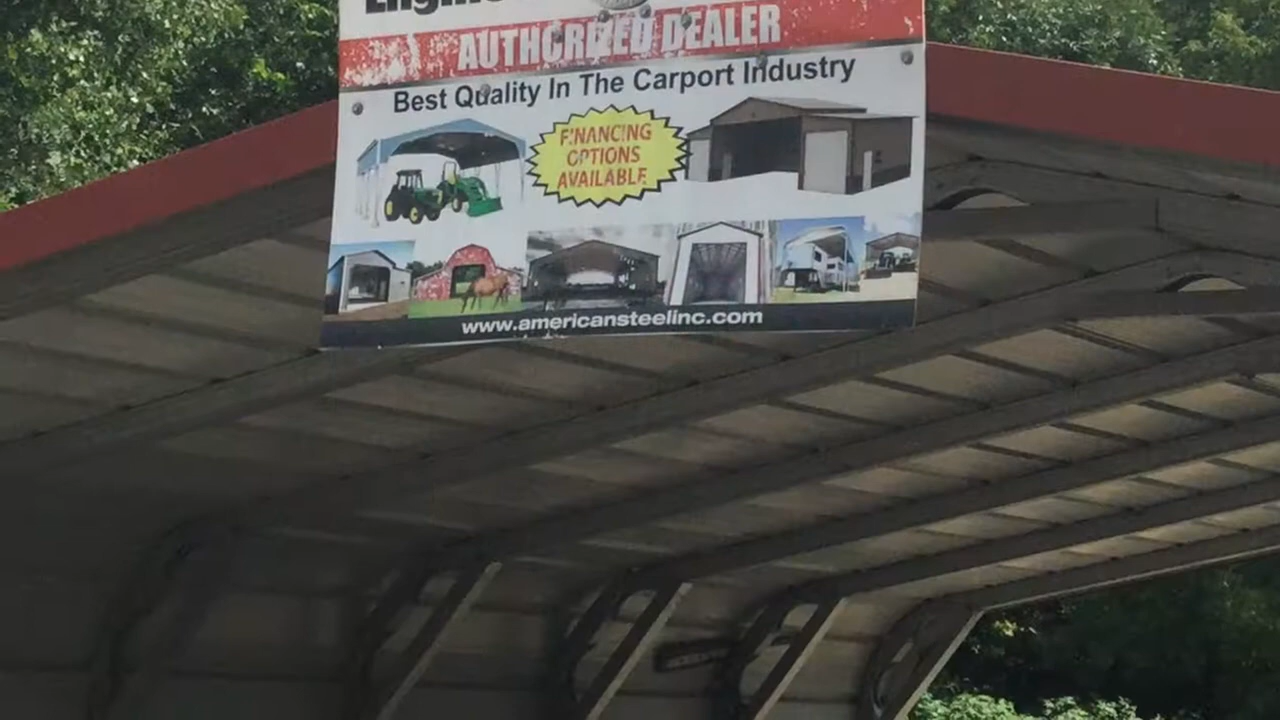 AUTHORIZED DEALER
Best Quality In The Carport Industry
FINANCING
OPTIONS
AVAILABLE
www.americansteelinc.com